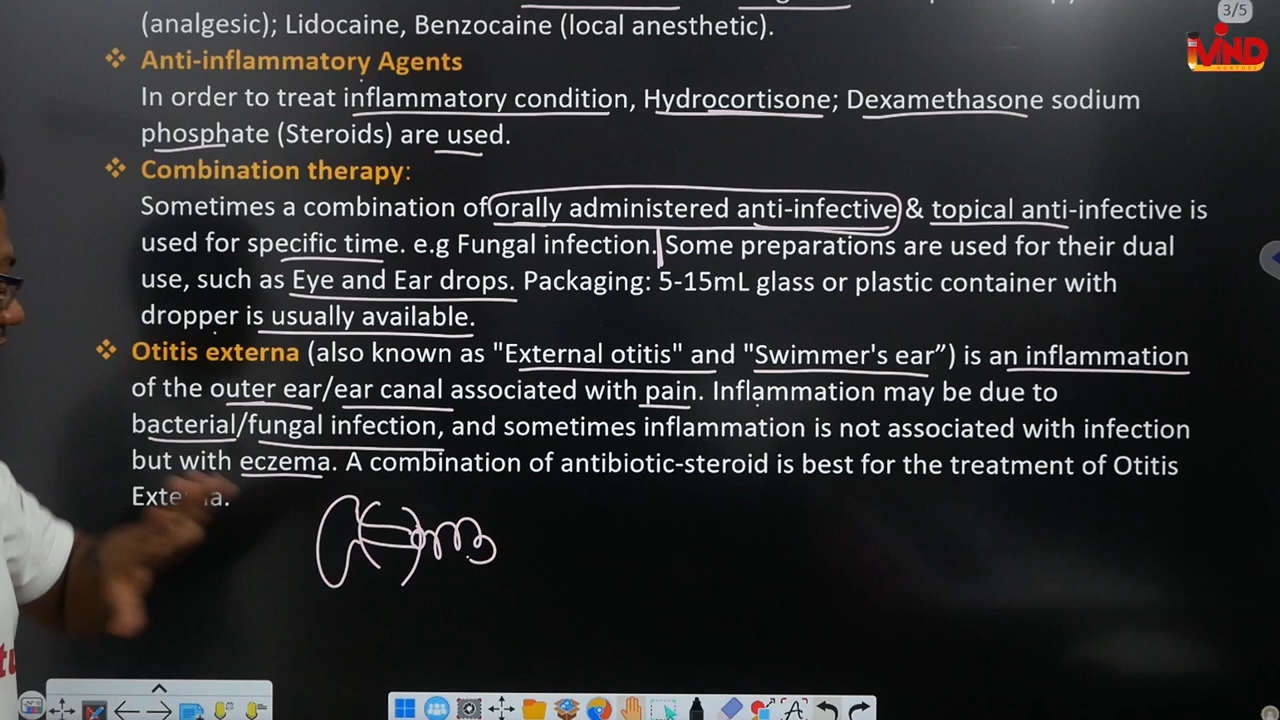 3/5
(analgesic); Lidocaine, Benzocaine (local anesthetic).
MIND
❖ Anti-inflammatory Agents
In order to treat inflammatory condition, Hydrocortisone; Dexamethasone sodium
phosphate (Steroids) are used.
❖ Combination therapy:
Sometimes a combination of orally administered anti-infective & topical anti-infective is
used for specific time. e.g Fungal infection. Some preparations are used for their dual
use, such as Eye and Ear drops. Packaging: 5-15mL glass or plastic container with
dropper is usually available.
❖ Otitis externa (also known as "External otitis" and "Swimmer's ear”) is an inflammation
of the outer ear/ear canal associated with pain. Inflammation may be due to
bacterial/fungal infection, and sometimes inflammation is not associated with infection
but with eczema. A combination of antibiotic-steroid is best for the treatment of Otitis
Externa.